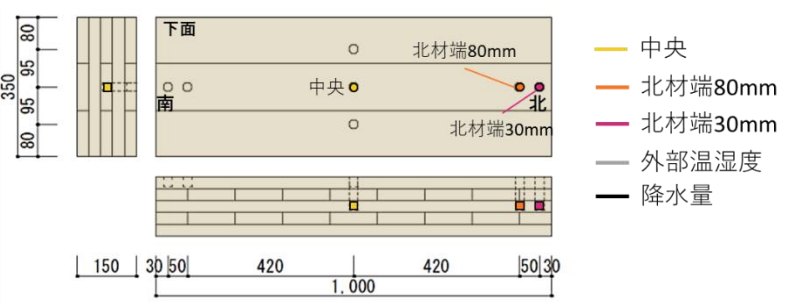 下面
北材端80mm
中央
南
北
北材端30mm
350
80
95
95
80
150
30 50 420 420 50 30
1,000
中央
北材端80mm
北材端30mm
外部温湿度
降水量